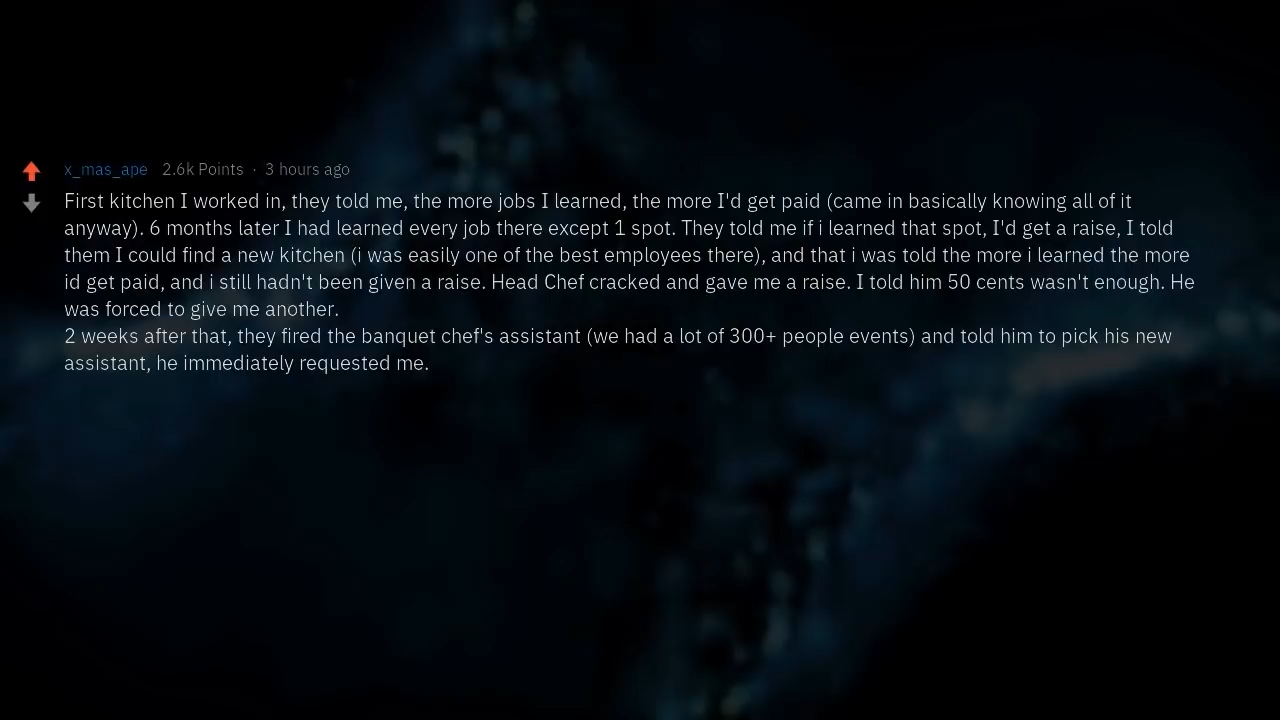 x_mas_ape 2.6k Points · 3 hours ago
First kitchen I worked in, they told me, the more jobs I learned, the more I'd get paid (came in basically knowing all of it
anyway). 6 months later I had learned every job there except 1 spot. They told me if i learned that spot, I'd get a raise, I told
them I could find a new kitchen (i was easily one of the best employees there), and that i was told the more i learned the more
id get paid, and i still hadn't been given a raise. Head Chef cracked and gave me a raise. I told him 50 cents wasn't enough. He
was forced to give me another.
2 weeks after that, they fired the banquet chef's assistant (we had a lot of 300+ people events) and told him to pick his new
assistant, he immediately requested me.